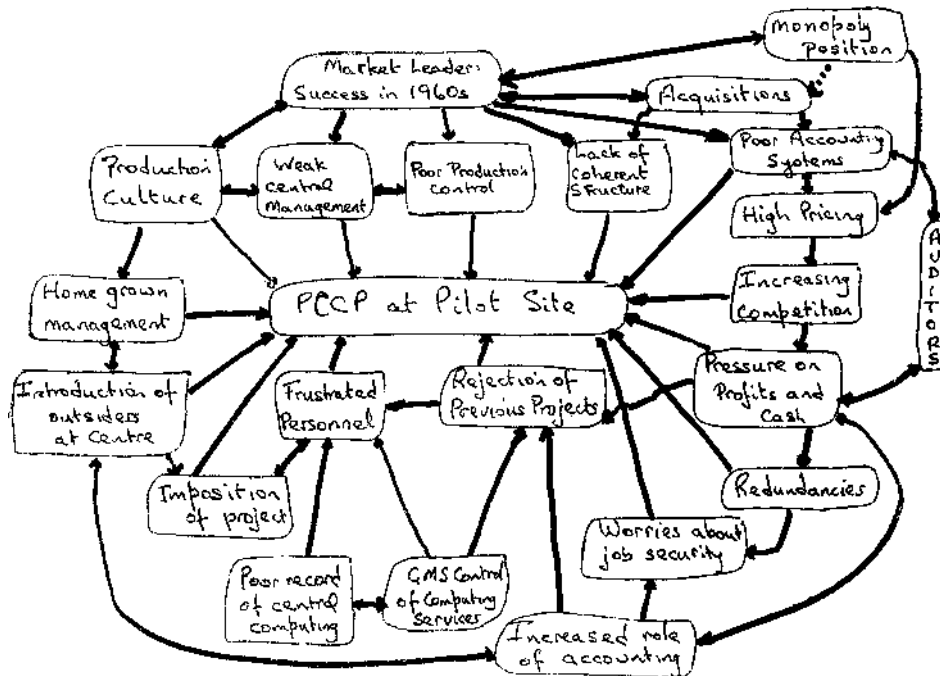 Monopoly
Position
Market Leader:
Success in 1960s
Acquisitions
Production
Culture
Weak
central
Management
Poor Production
control
Lack of
Coherent
Structure
Poor Accounting
Systems
High Pricing
AUDITORS
Home grown
management
PCCP at Pilot Site
Increasing
Competition
Introduction of
outsiders
at Centre
Frustrated
Personnel
Rejection of
Previous Projects
Pressure on
Profits and
Cash
Imposition
of project
Redundancies
Worries about
job security
Poor record
of central
computing
GMS Control
of Computing
Services
Increased role
of accounting